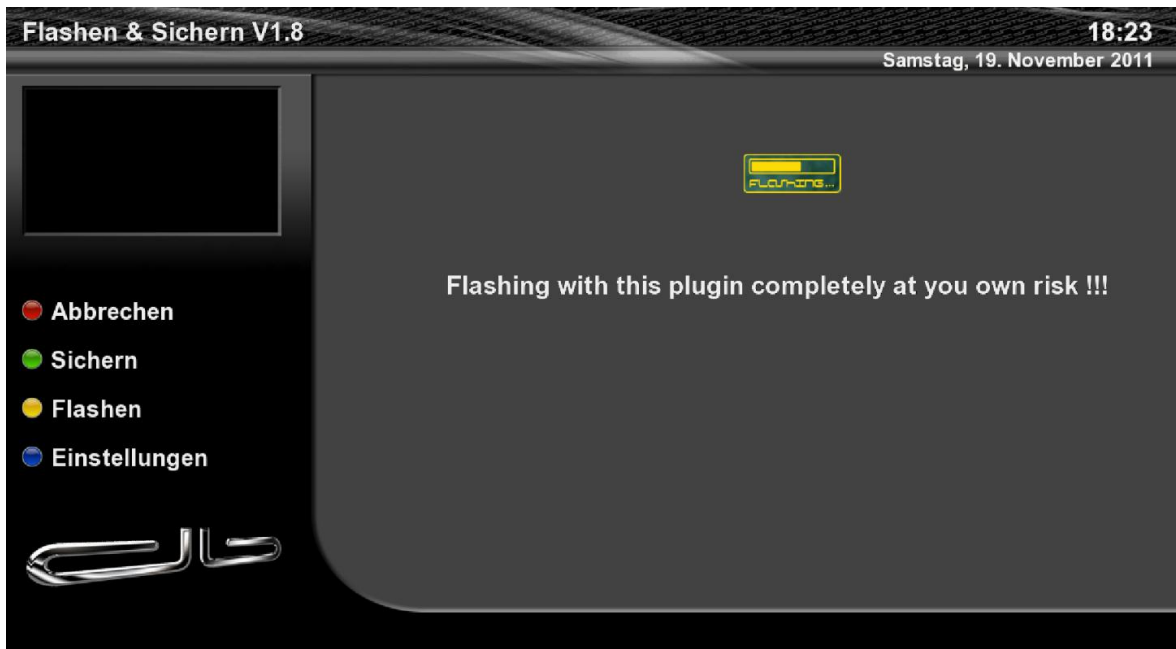 Flashen & Sichern V1.8
18:23
Samstag, 19. November 2011
FLASHING...
Flashing with this plugin completely at you own risk !!!
Abbrechen
Sichern
Flashen
Einstellungen